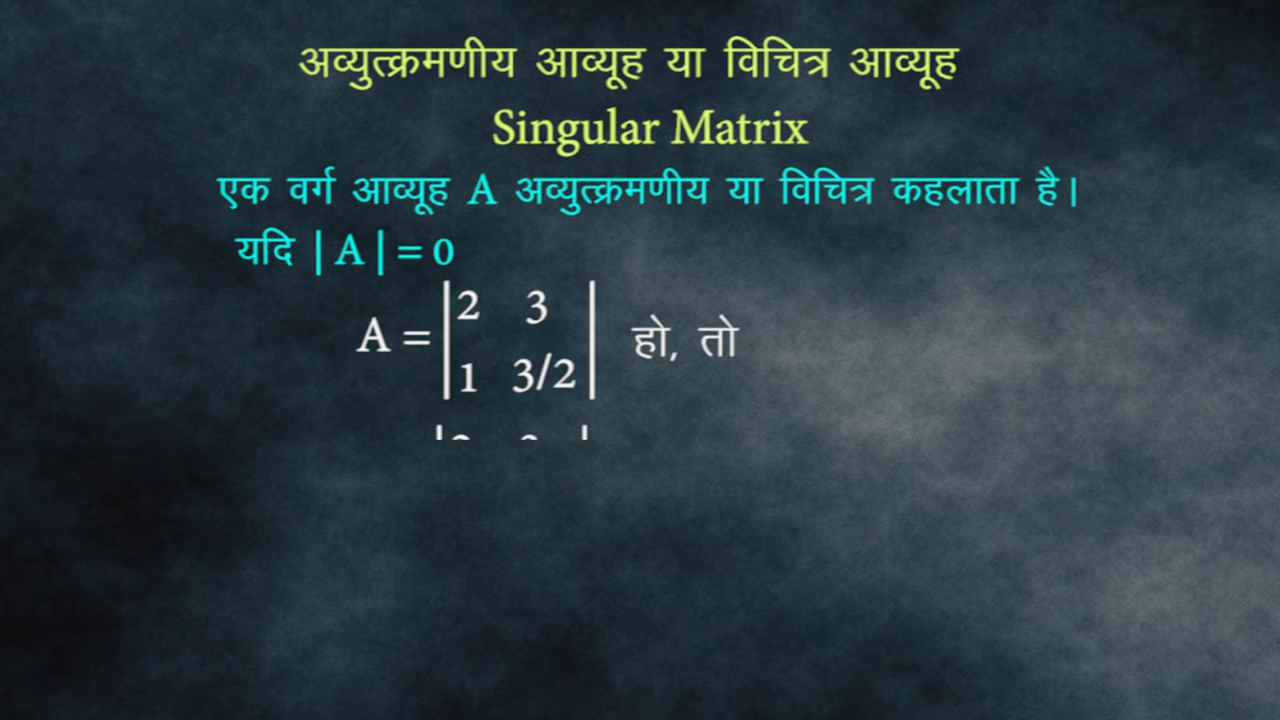 अव्युत्क्रमणीय आव्यूह या विचित्र आव्यूह
Singular Matrix
एक वर्ग आव्यूह A अव्युत्क्रमणीय या विचित्र कहलाता है।
यदि | A | = 0
A = |2 3|
|1 3/2| हो, तो